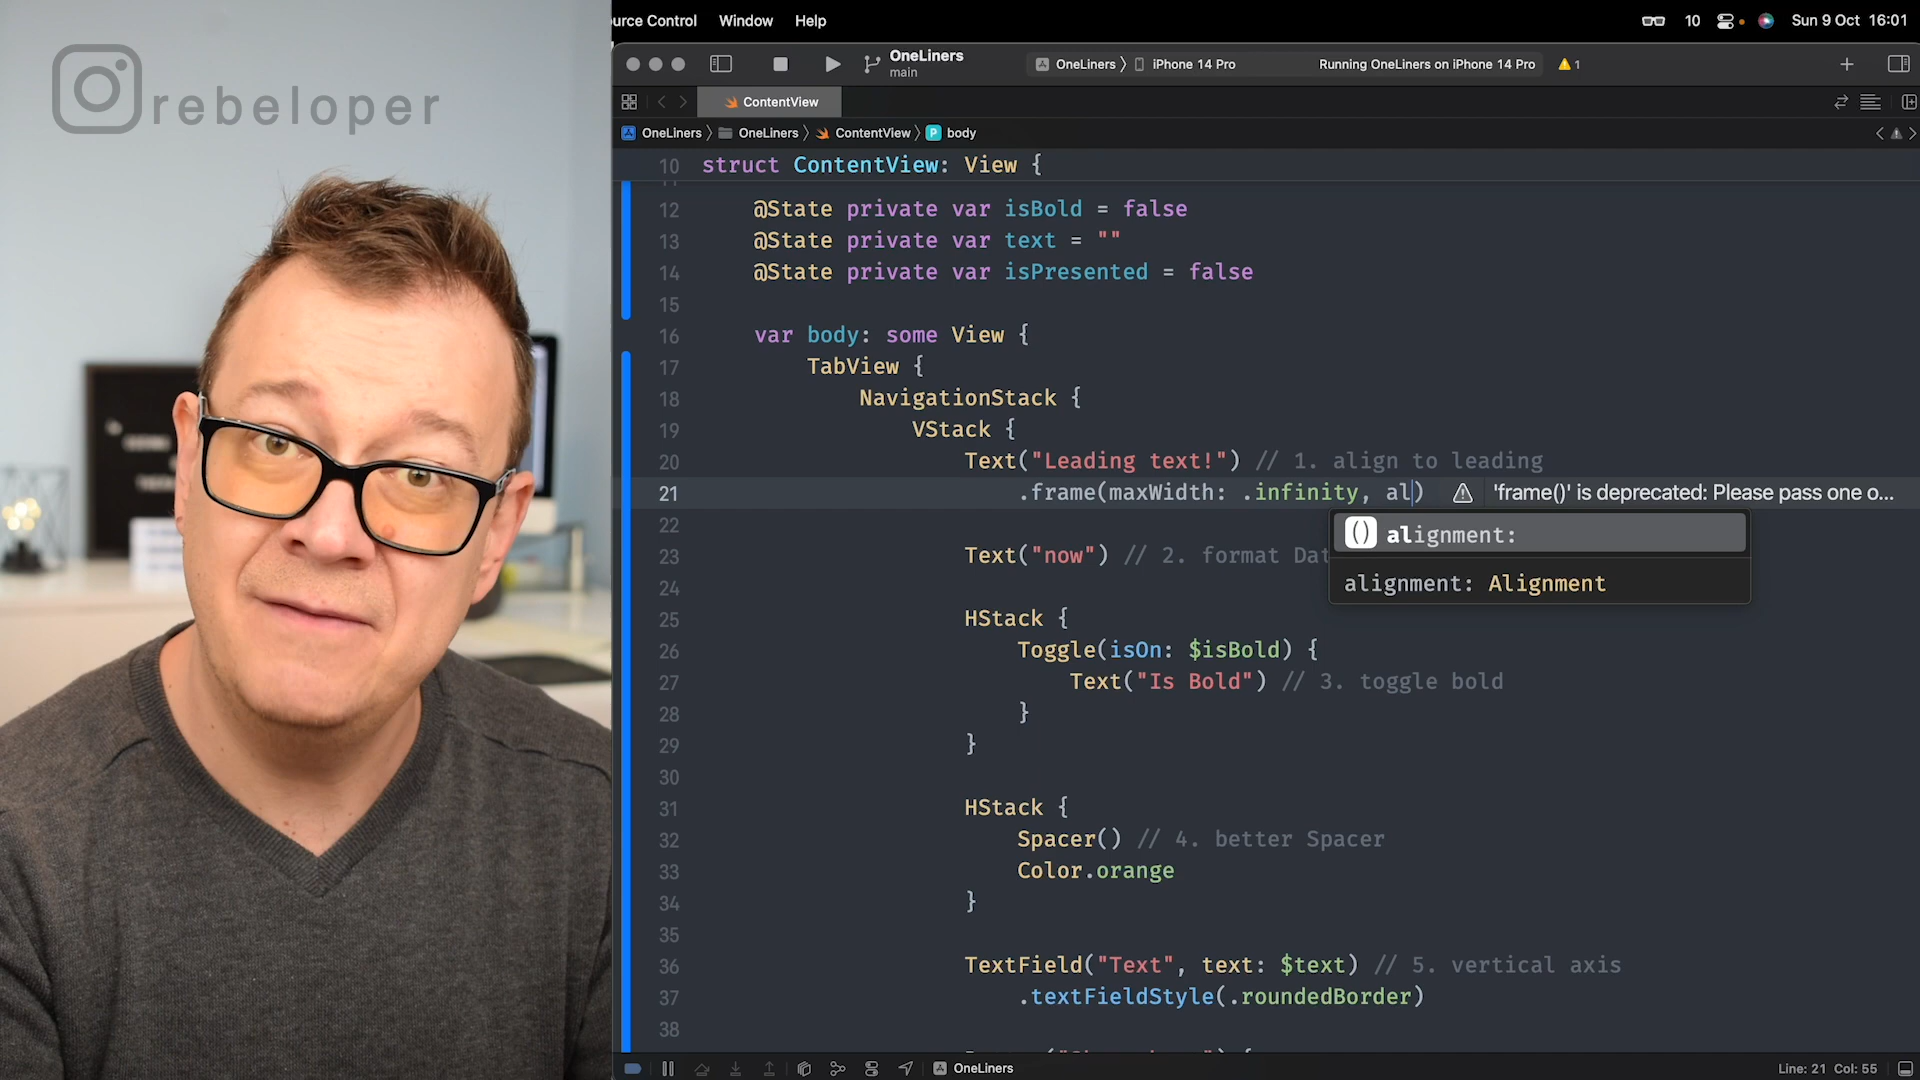 rebeloper
urce Control Window Help 10 Sun 9 Oct 16:01
OneLiners
main
OneLiners 〉 iPhone 14 Pro Running OneLiners on iPhone 14 Pro 1
ContentView
OneLiners 〉 OneLiners 〉 ContentView 〉 P body
10 struct ContentView: View {
12 @State private var isBold = false
13 @State private var text = ""
14 @State private var isPresented = false
15
16 var body: some View {
17 TabView {
18 NavigationStack {
19 VStack {
20 Text("Leading text!") // 1. align to leading
21 .frame(maxWidth: .infinity, al) 'frame()' is deprecated: Please pass one o...
22 () alignment:
23 Text("now") // 2. format Dat
24 alignment: Alignment
25 HStack {
26 Toggle(isOn: $isBold) {
27 Text("Is Bold") // 3. toggle bold
28 }
29 }
30
31 HStack {
32 Spacer() // 4. better Spacer
33 Color.orange
34 }
35
36 TextField("Text", text: $text) // 5. vertical axis
37 .textFieldStyle(.roundedBorder)
38
OneLiners Line: 21 Col: 55